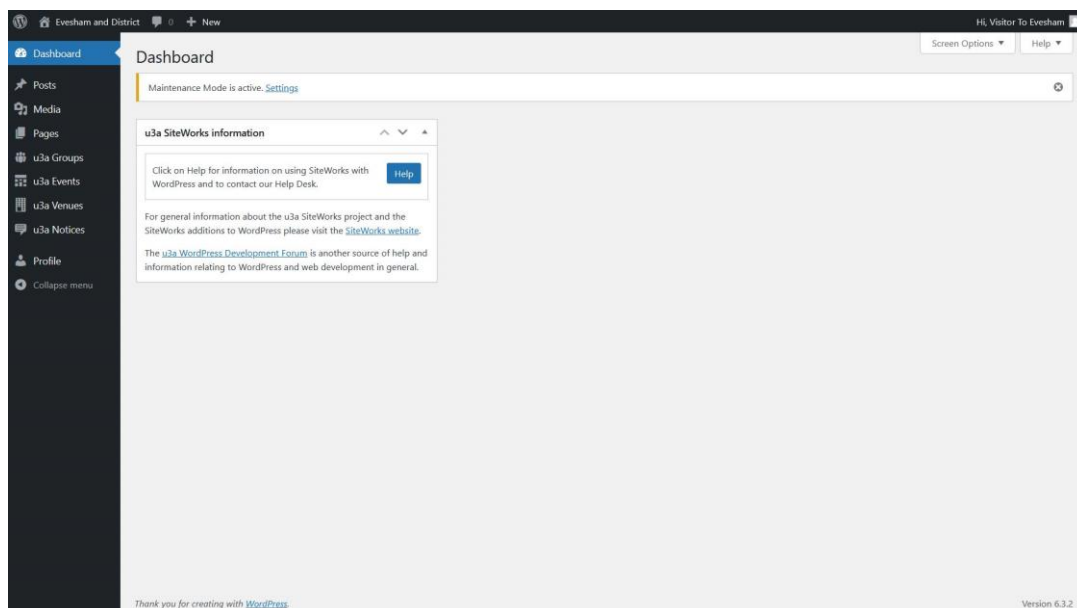 Evesham and District 0 New Hi, Visitor To Evesham
Dashboard
Posts
Media
Pages
u3a Groups
u3a Events
u3a Venues
u3a Notices
Profile
Collapse menu
Screen Options ▼ Help ▼
Dashboard
Maintenance Mode is active. Settings
u3a SiteWorks information
Click on Help for information on using SiteWorks with
WordPress and to contact our Help Desk.
Help
For general information about the u3a SiteWorks project and the
SiteWorks additions to WordPress please visit the SiteWorks website.
The u3a WordPress Development Forum is another source of help and
information relating to WordPress and web development in general.
Thank you for creating with WordPress. Version 6.3.2